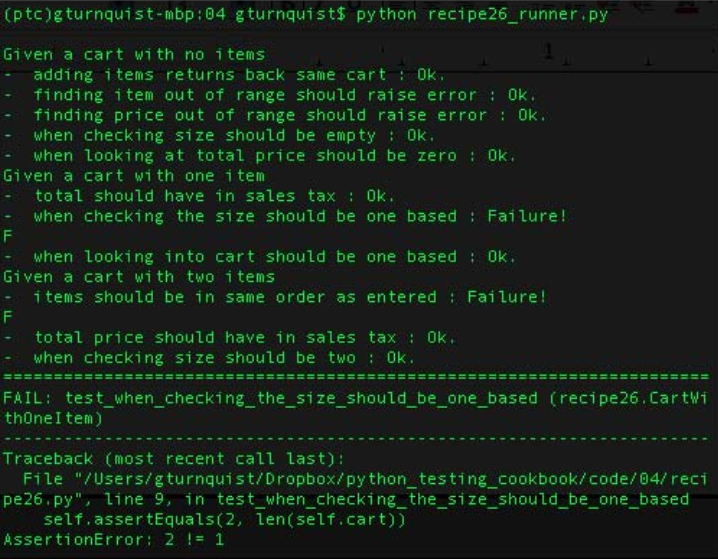 (ptc)gturnquist-mbp:04 gturnquist$ python recipe26_runner.py
1
Given a cart with no items
-  adding items returns back same cart : Ok.
-  finding item out of range should raise error : Ok.
-  finding price out of range should raise error : Ok.
-  when checking size should be empty : Ok.
-  when looking at total price should be zero : Ok.
Given a cart with one item
-  total should have in sales tax : Ok.
-  when checking the size should be one based : Failure!
F
-  when looking into cart should be one based : Ok.
Given a cart with two items
-  items should be in same order as entered : Failure!
F
-  total price should have in sales tax : Ok.
-  when checking size should be two : Ok.
======================================================================
FAIL: test_when_checking_the_size_should_be_one_based (recipe26.CartWi
thOneItem)
----------------------------------------------------------------------
Traceback (most recent call last):
  File "/Users/gturnquist/Dropbox/python_testing_cookbook/code/04/reci
pe26.py", line 9, in test_when_checking_the_size_should_be_one_based
    self.assertEquals(2, len(self.cart))
AssertionError: 2 != 1